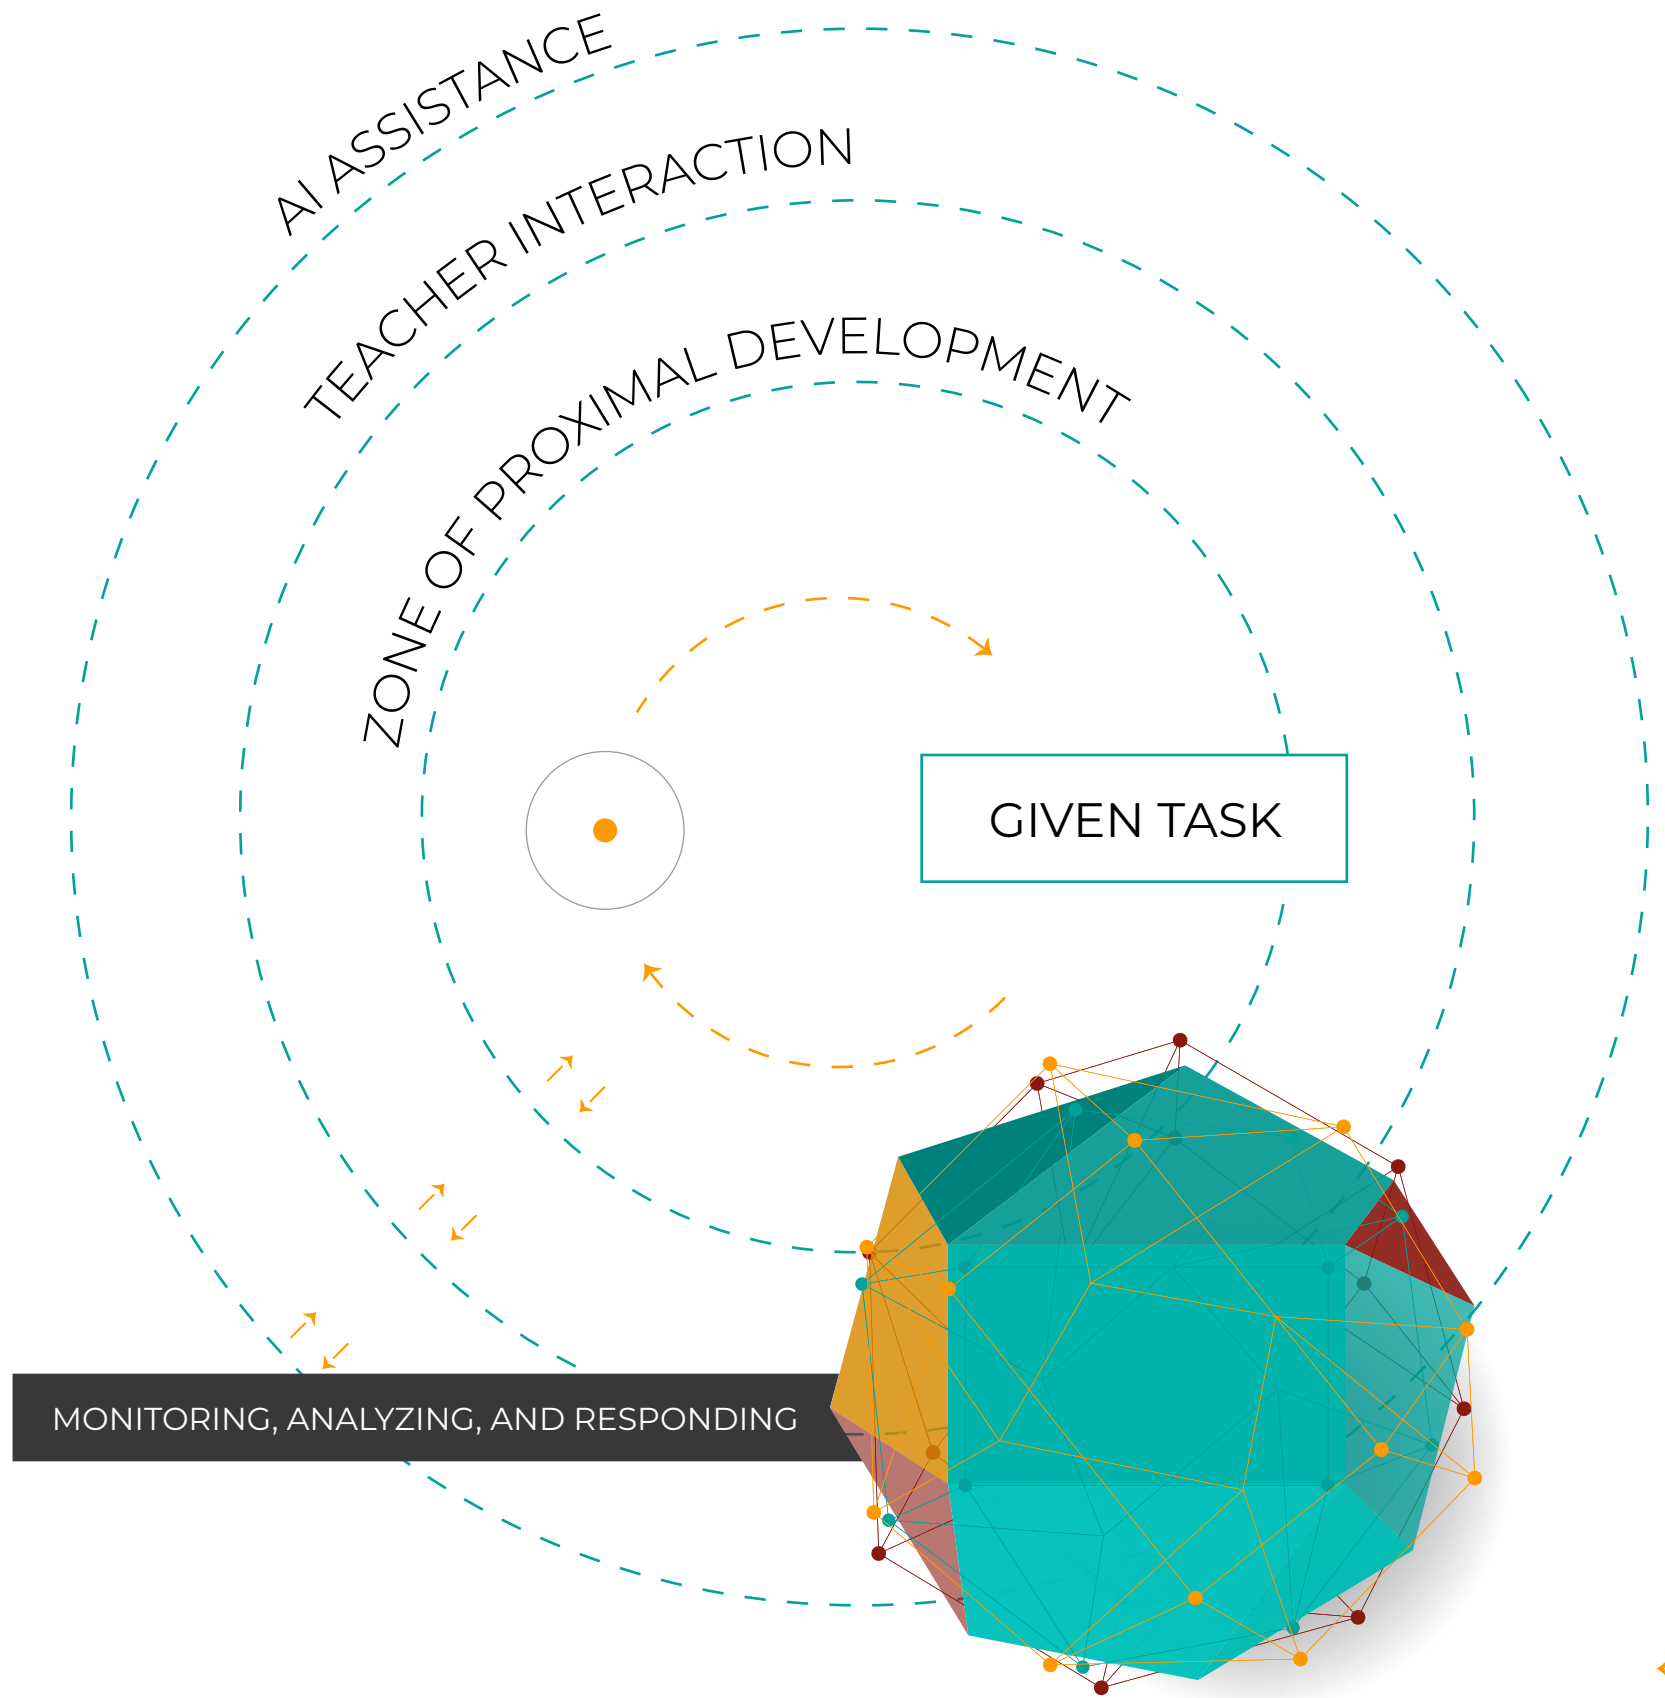 AI ASSISTANCE
TEACHER INTERACTION
ZONE OF PROXIMAL DEVELOPMENT
GIVEN TASK
MONITORING, ANALYZING, AND RESPONDING